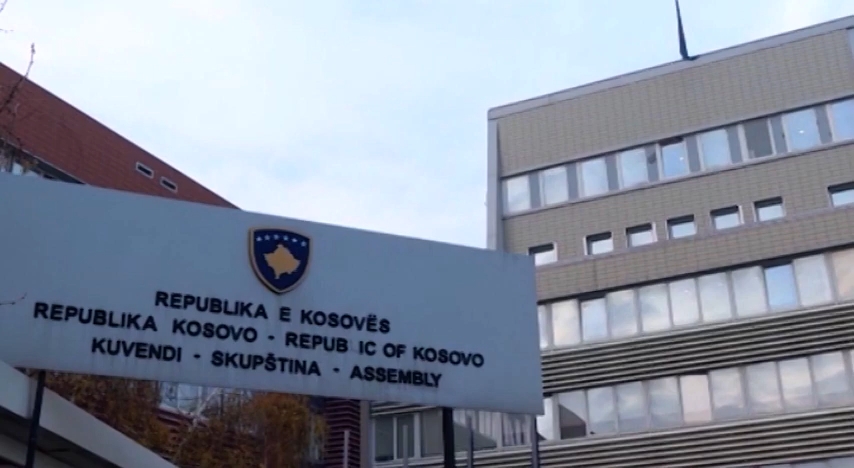 REPUBLIKA E KOSOVËS
REPUBLIKA KOSOVO - REPUB IC OF KOSOVO
KUVENDI - SKUPŠTINA - ASSEMBLY